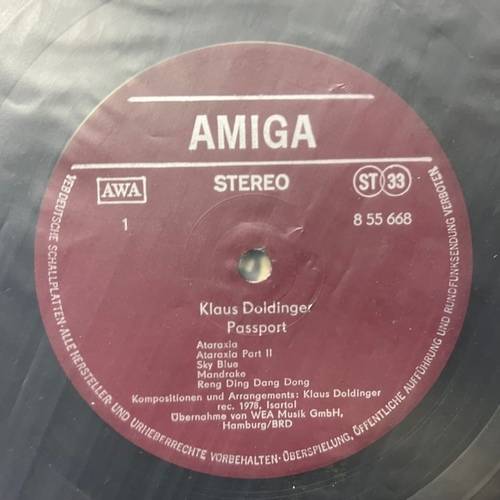 AMIGA
AWA
STEREO
ST 33
1
8 55 668
Klaus Doldinger
Passport
Ataraxia
Ataraxia Part II
Sky Blue
Mandrake
Reng Ding Dang Dong
Kompositionen und Arrangements: Klaus Doldinger
rec. 1978, Isartal
Übernahme von WEA Musik GmbH,
Hamburg/BRD
VEB DEUTSCHE SCHALLPLATTEN·ALLE HERSTELLER- UND URHEBERRECHTE VORBEHALTEN·ÜBERSPIELUNG, ÖFFENTLICHE AUFFÜHRUNG UND RUNDFUNKSENDUNG VERBOTEN